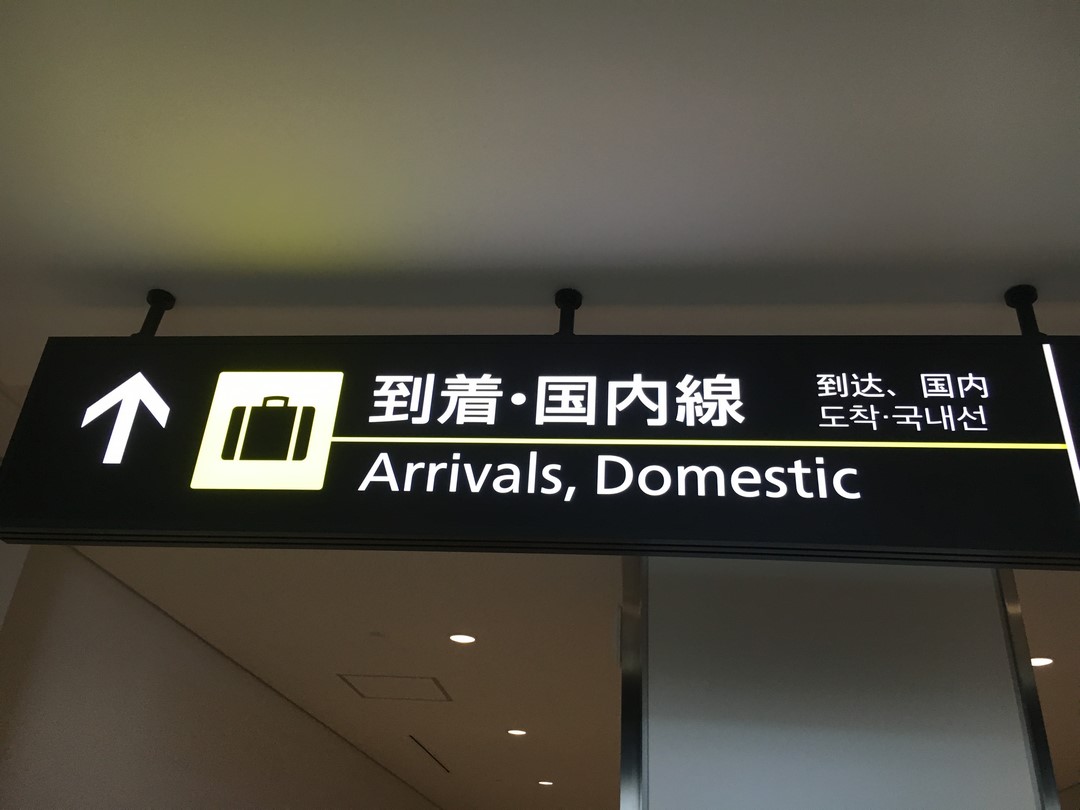 到着・国内線
Arrivals, Domestic
到达、国内
도착·국내선